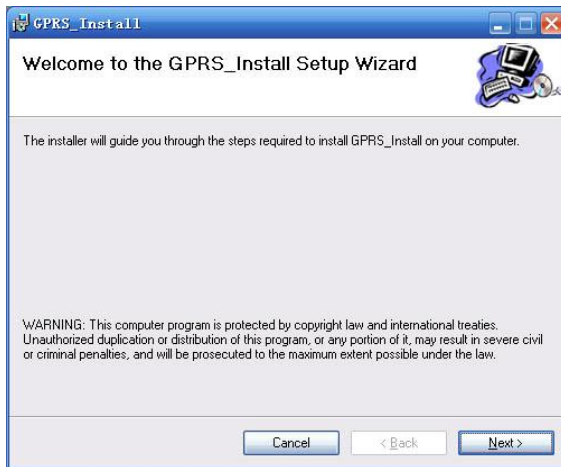 GPRS_Install
Welcome to the GPRS_Install Setup Wizard
The installer will guide you through the steps required to install GPRS_Install on your computer.
WARNING: This computer program is protected by copyright law and international treaties.
Unauthorized duplication or distribution of this program, or any portion of it, may result in severe civil
or criminal penalties, and will be prosecuted to the maximum extent possible under the law.
Cancel < Back Next >